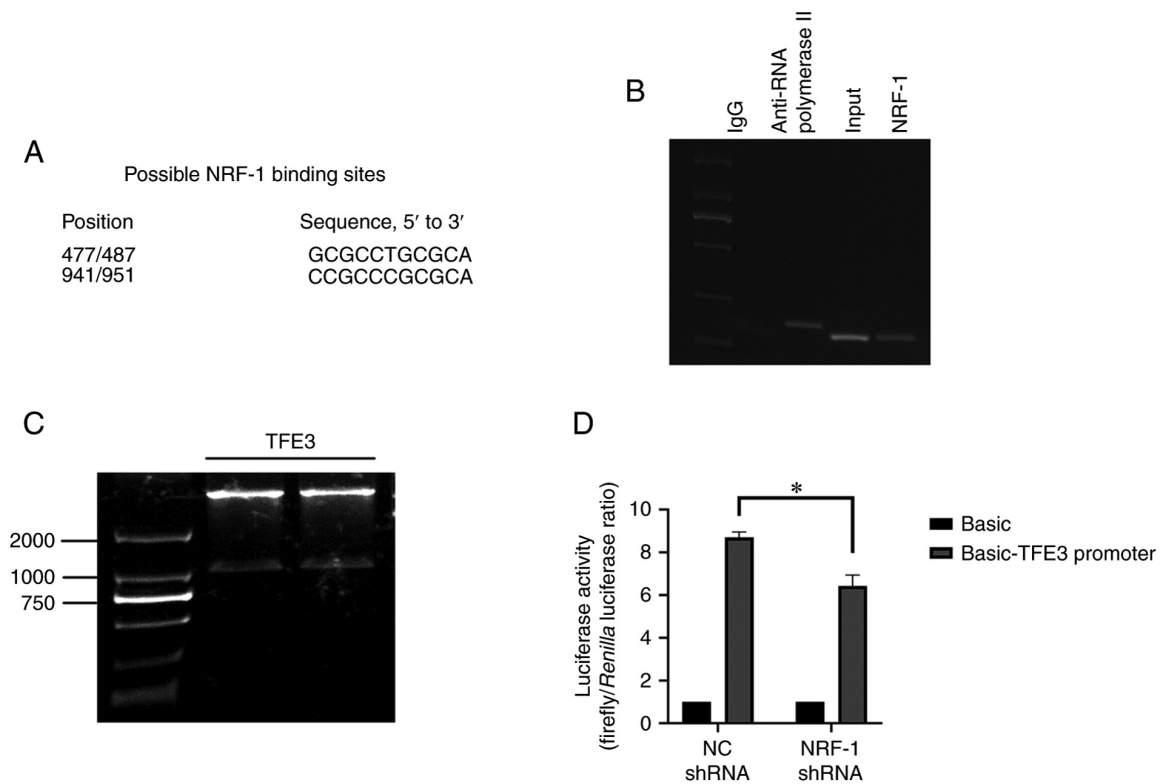 A
Possible NRF-1 binding sites
Position Sequence, 5′ to 3′
477/487 GCGCCTGCGCA
941/951 CCGCCCGCGCA
B
IgG
Anti-RNA
polymerase II
Input
NRF-1
C
TFE3
2000
1000
750
D
Luciferase activity
(firefly/Renilla luciferase ratio)
10
8
6
4
2
0
*
NC
shRNA
NRF-1
shRNA
Basic
Basic-TFE3 promoter